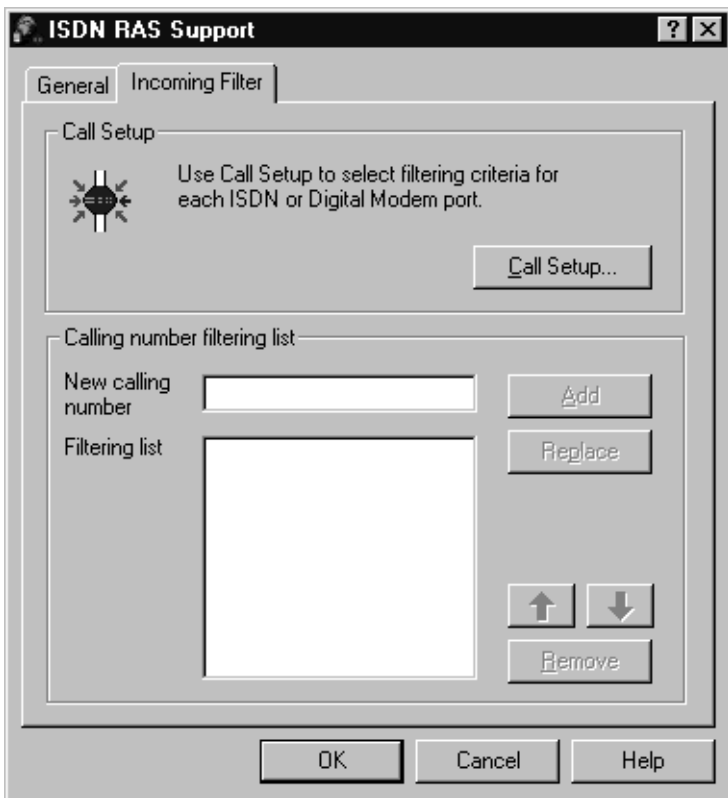 ISDN RAS Support
General
Incoming Filter
Call Setup
Use Call Setup to select filtering criteria for
each ISDN or Digital Modem port.
Call Setup...
Calling number filtering list
New calling
number
Add
Filtering list
Replace
Remove
OK
Cancel
Help